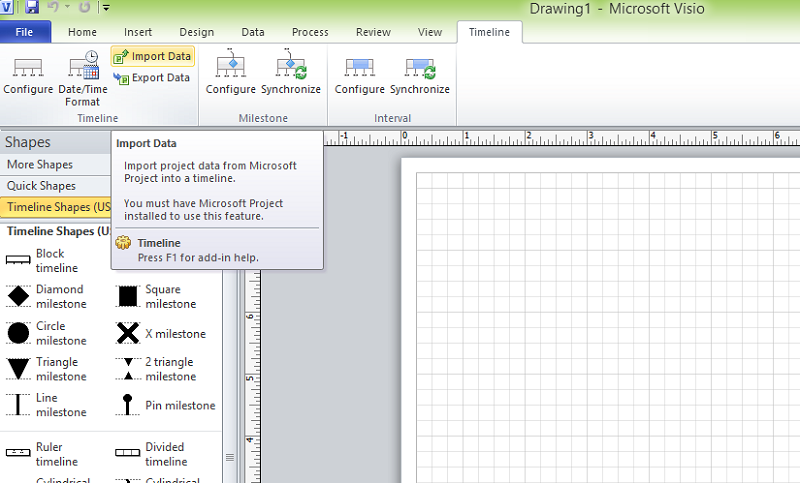 Drawing1 - Microsoft Visio
File Home Insert Design Data Process Review View Timeline
Configure
Date/Time
Format
Import Data
Export Data
Timeline
Configure
Synchronize
Milestone
Configure
Synchronize
Interval
Shapes
More Shapes
Quick Shapes
Timeline Shapes (US
Timeline Shapes (U
Import Data
Import project data from Microsoft
Project into a timeline.
You must have Microsoft Project
installed to use this feature.
Timeline
Press F1 for add-in help.
-1 0 1 2 3 4 5 6
6
5
4
Block
timeline
Diamond
milestone
Square
milestone
Circle
milestone
X milestone
Triangle
milestone
2 triangle
milestone
Line
milestone
Pin milestone
Ruler
timeline
Divided
timeline
Cylindrical
Cylindrical